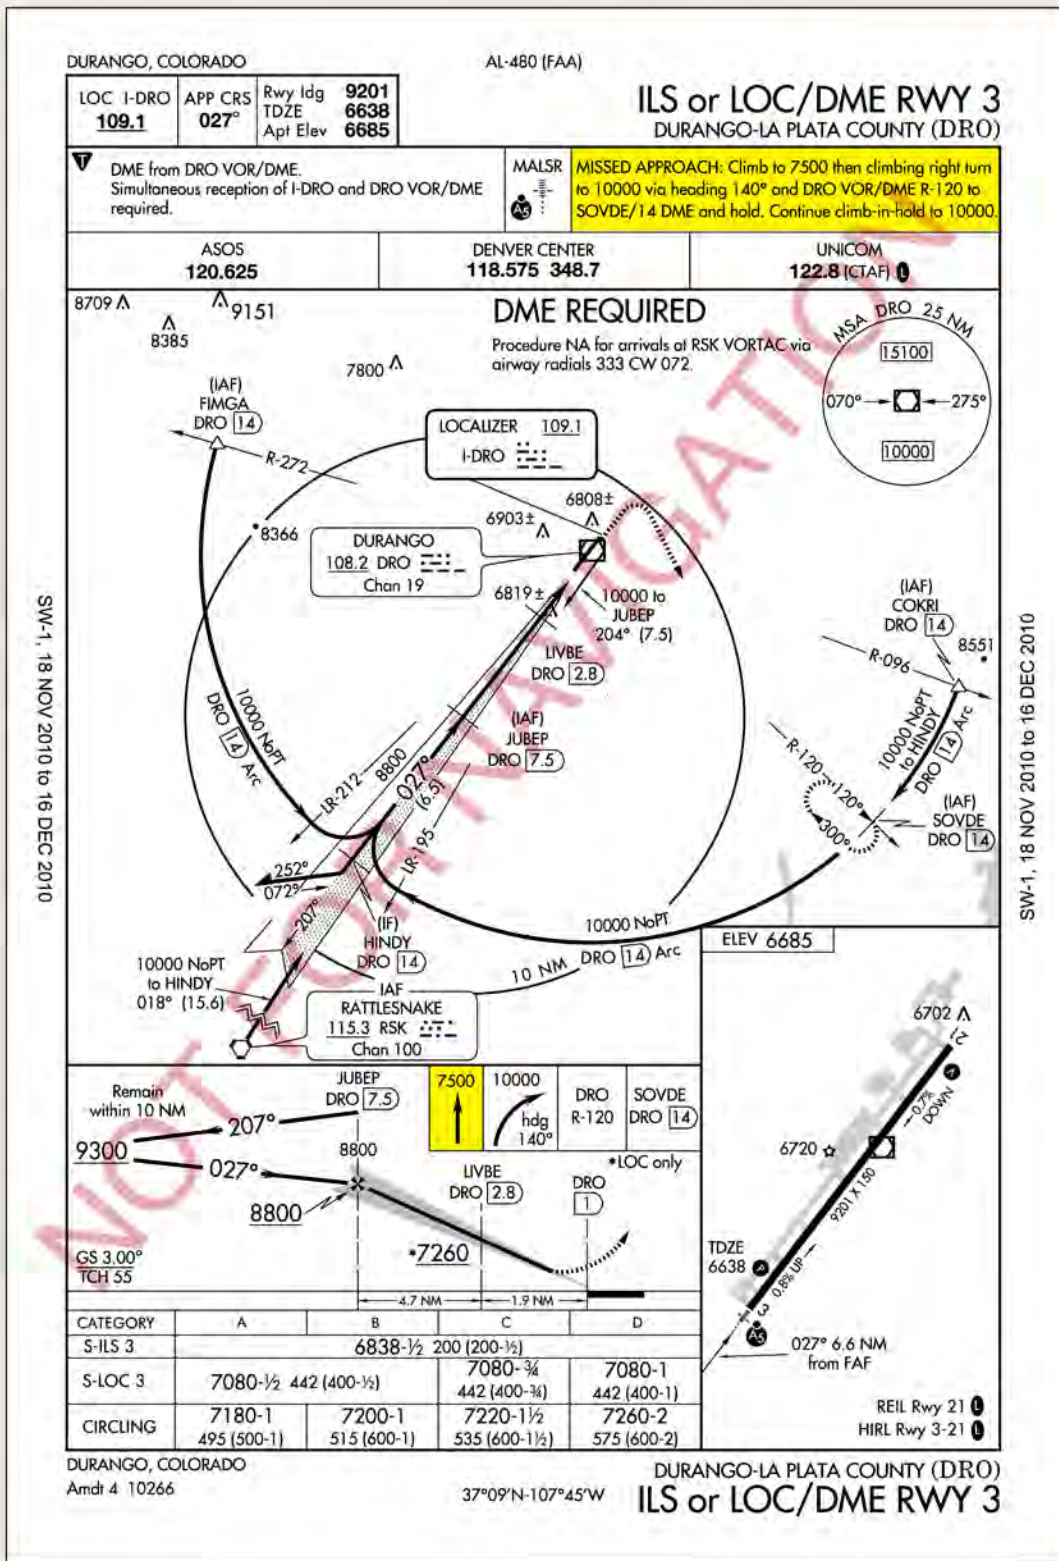 DURANGO, COLORADO
AL-480 (FAA)
LOC I-DRO
109.1
APP CRS
027°
Rwy ldg 9201
TDZE 6638
Apt Elev 6685
ILS or LOC/DME RWY 3
DURANGO-LA PLATA COUNTY (DRO)
T
DME from DRO VOR/DME.
Simultaneous reception of I-DRO and DRO VOR/DME
required.
MALSR
A5
MISSED APPROACH: Climb to 7500 then climbing right turn
to 10000 via heading 140° and DRO VOR/DME R-120 to
SOVDE/14 DME and hold. Continue climb-in-hold to 10000.
ASOS
120.625
DENVER CENTER
118.575 348.7
UNICOM
122.8 (CTAF) L
DME REQUIRED
Procedure NA for arrivals at RSK VORTAC via
airway radials 333 CW 072.
8709
8385
9151
7800
MSA DRO 25 NM
15100
070°
275°
10000
(IAF)
FIMGA
DRO 14
R-272
8366
LOCALIZER 109.1
I-DRO
6903±
6808±
DURANGO
108.2 DRO
Chan 19
6819±
10000 to
JUBEP
204° (7.5)
LIVBE
DRO 2.8
(IAF)
JUBEP
DRO 7.5
(IAF)
COKRI
DRO 14
8551
R-096
10000 NoPT
to HINDY
DRO 14 Arc
R-120
120°
300°
(IAF)
SOVDE
DRO 14
10000 NoPT
DRO 14 Arc
LR-212
8800
027°
(6.5)
LR-195
252°
072°
207°
(IF)
HINDY
DRO 14
10000 NoPT
DRO 14 Arc
10 NM
10000 NoPT
to HINDY
018° (15.6)
IAF
RATTLESNAKE
115.3 RSK
Chan 100
ELEV 6685
6702
21
0.7%
DOWN
6720
9201 X 150
TDZE
6638
0.8% UP
3
A5
027° 6.6 NM
from FAF
REIL Rwy 21 L
HIRL Rwy 3-21 L
Remain
within 10 NM
JUBEP
DRO 7.5
207°
9300
027°
8800
8800
7500
10000
hdg
140°
DRO
R-120
SOVDE
DRO 14
*LOC only
LIVBE
DRO 2.8
DRO
1
*7260
GS 3.00°
TCH 55
4.7 NM
1.9 NM
CATEGORY A B C D
S-ILS 3 6838-½ 200 (200-½)
S-LOC 3
7080-½ 442 (400-½)
7080-¾
442 (400-¾)
7080-1
442 (400-1)
CIRCLING
7180-1
495 (500-1)
7200-1
515 (600-1)
7220-1½
535 (600-1½)
7260-2
575 (600-2)
DURANGO, COLORADO
Amdt 4 10266
37°09'N-107°45'W
DURANGO-LA PLATA COUNTY (DRO)
ILS or LOC/DME RWY 3
SW-1, 18 NOV 2010 to 16 DEC 2010
SW-1, 18 NOV 2010 to 16 DEC 2010
NOT FOR NAVIGATION